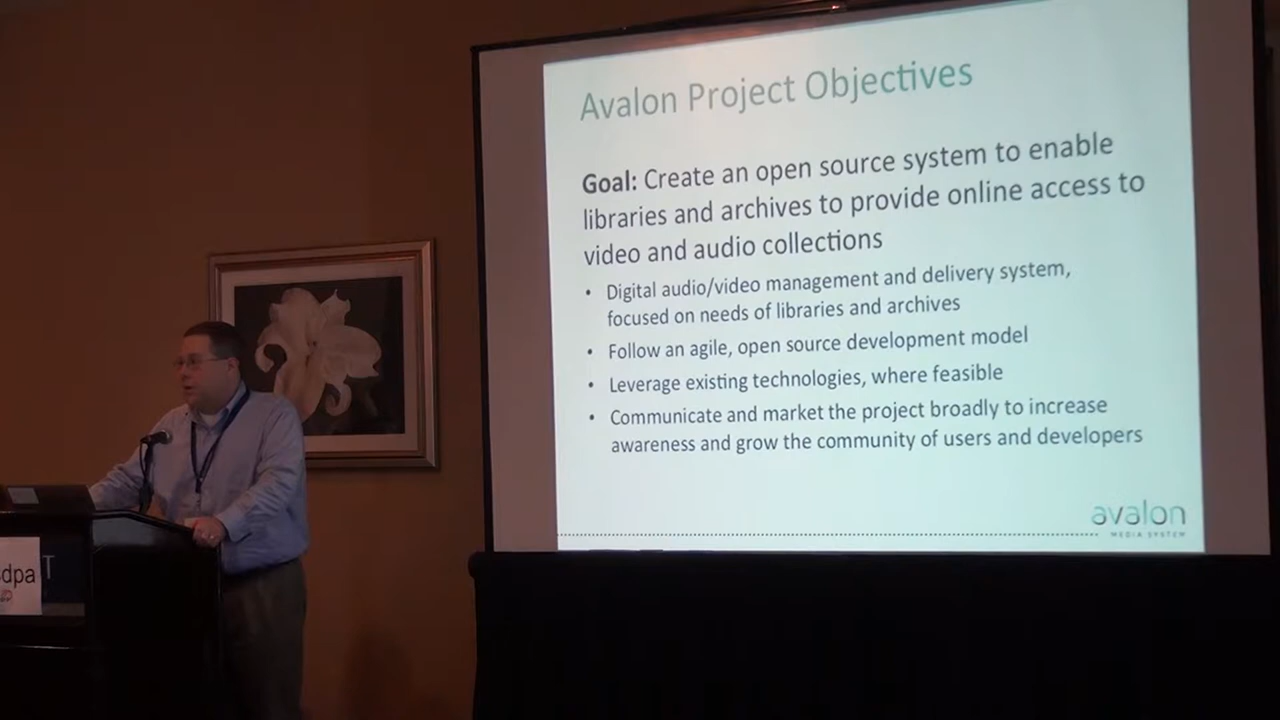 Avalon Project Objectives
Goal: Create an open source system to enable
libraries and archives to provide online access to
video and audio collections
• Digital audio/video management and delivery system,
focused on needs of libraries and archives
• Follow an agile, open source development model
• Leverage existing technologies, where feasible
• Communicate and market the project broadly to increase
awareness and grow the community of users and developers
avalon
MEDIA SYSTEM
dpa
T